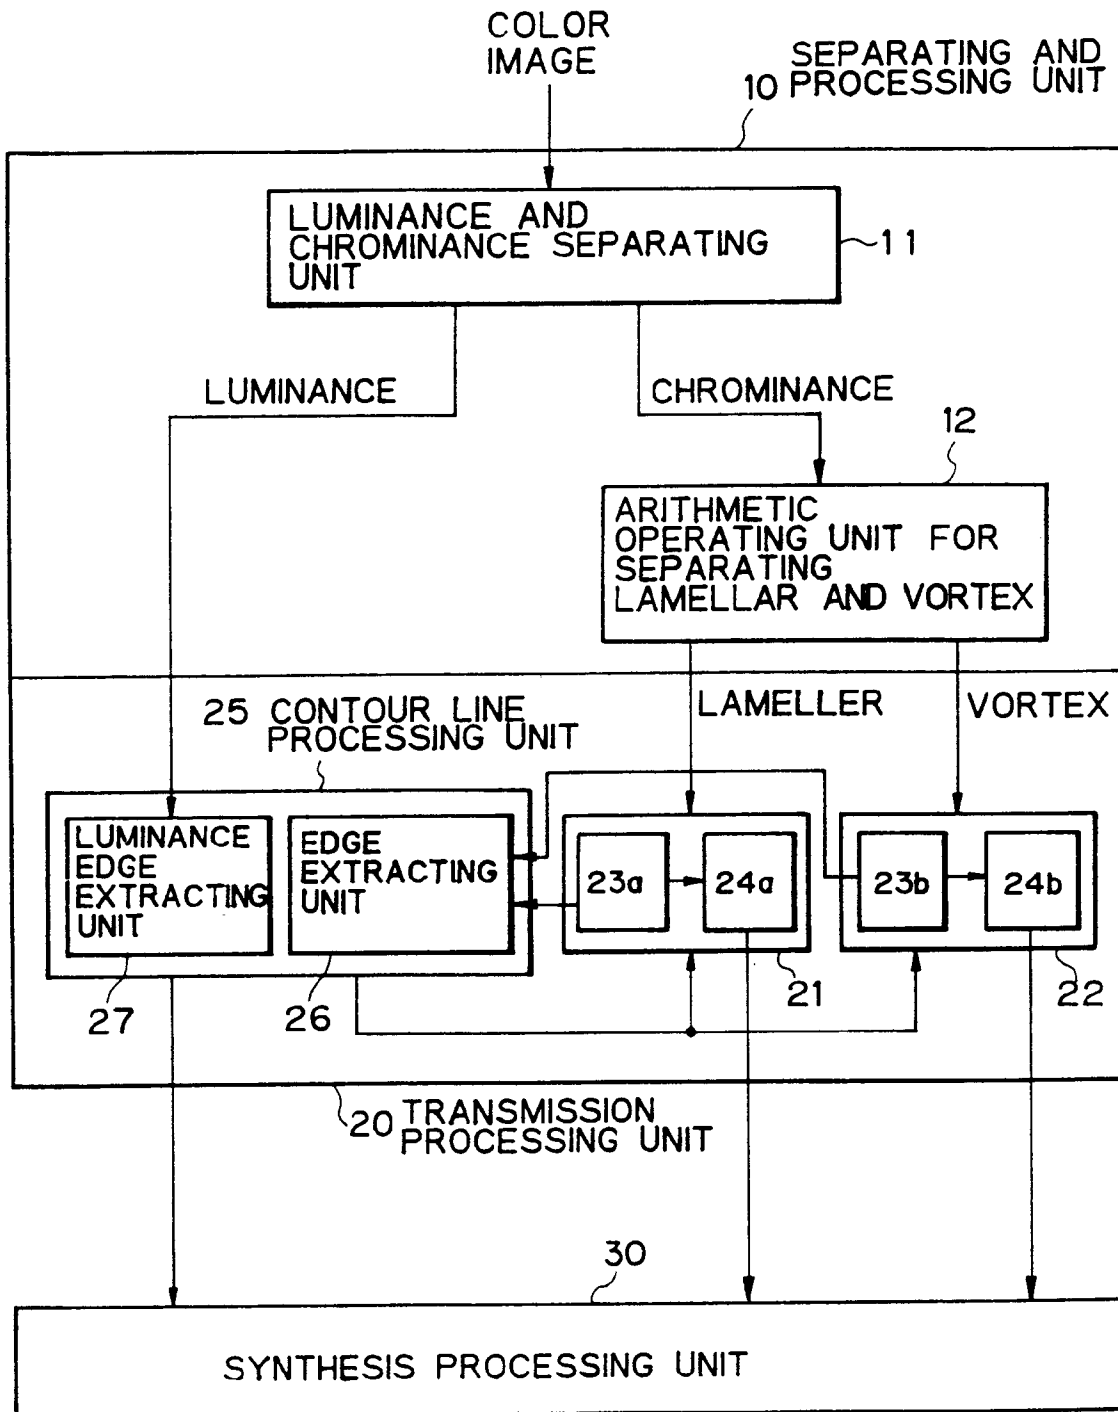 COLOR
IMAGE
SEPARATING AND
10 PROCESSING UNIT
LUMINANCE AND
CHROMINANCE SEPARATING
UNIT
11
LUMINANCE
CHROMINANCE
12
ARITHMETIC
OPERATING UNIT FOR
SEPARATING
LAMELLAR AND VORTEX
LAMELLER
VORTEX
25 CONTOUR LINE
PROCESSING UNIT
LUMINANCE
EDGE
EXTRACTING
UNIT
EDGE
EXTRACTING
UNIT
23a
24a
23b
24b
27
26
21
22
20 TRANSMISSION
PROCESSING UNIT
30
SYNTHESIS PROCESSING UNIT